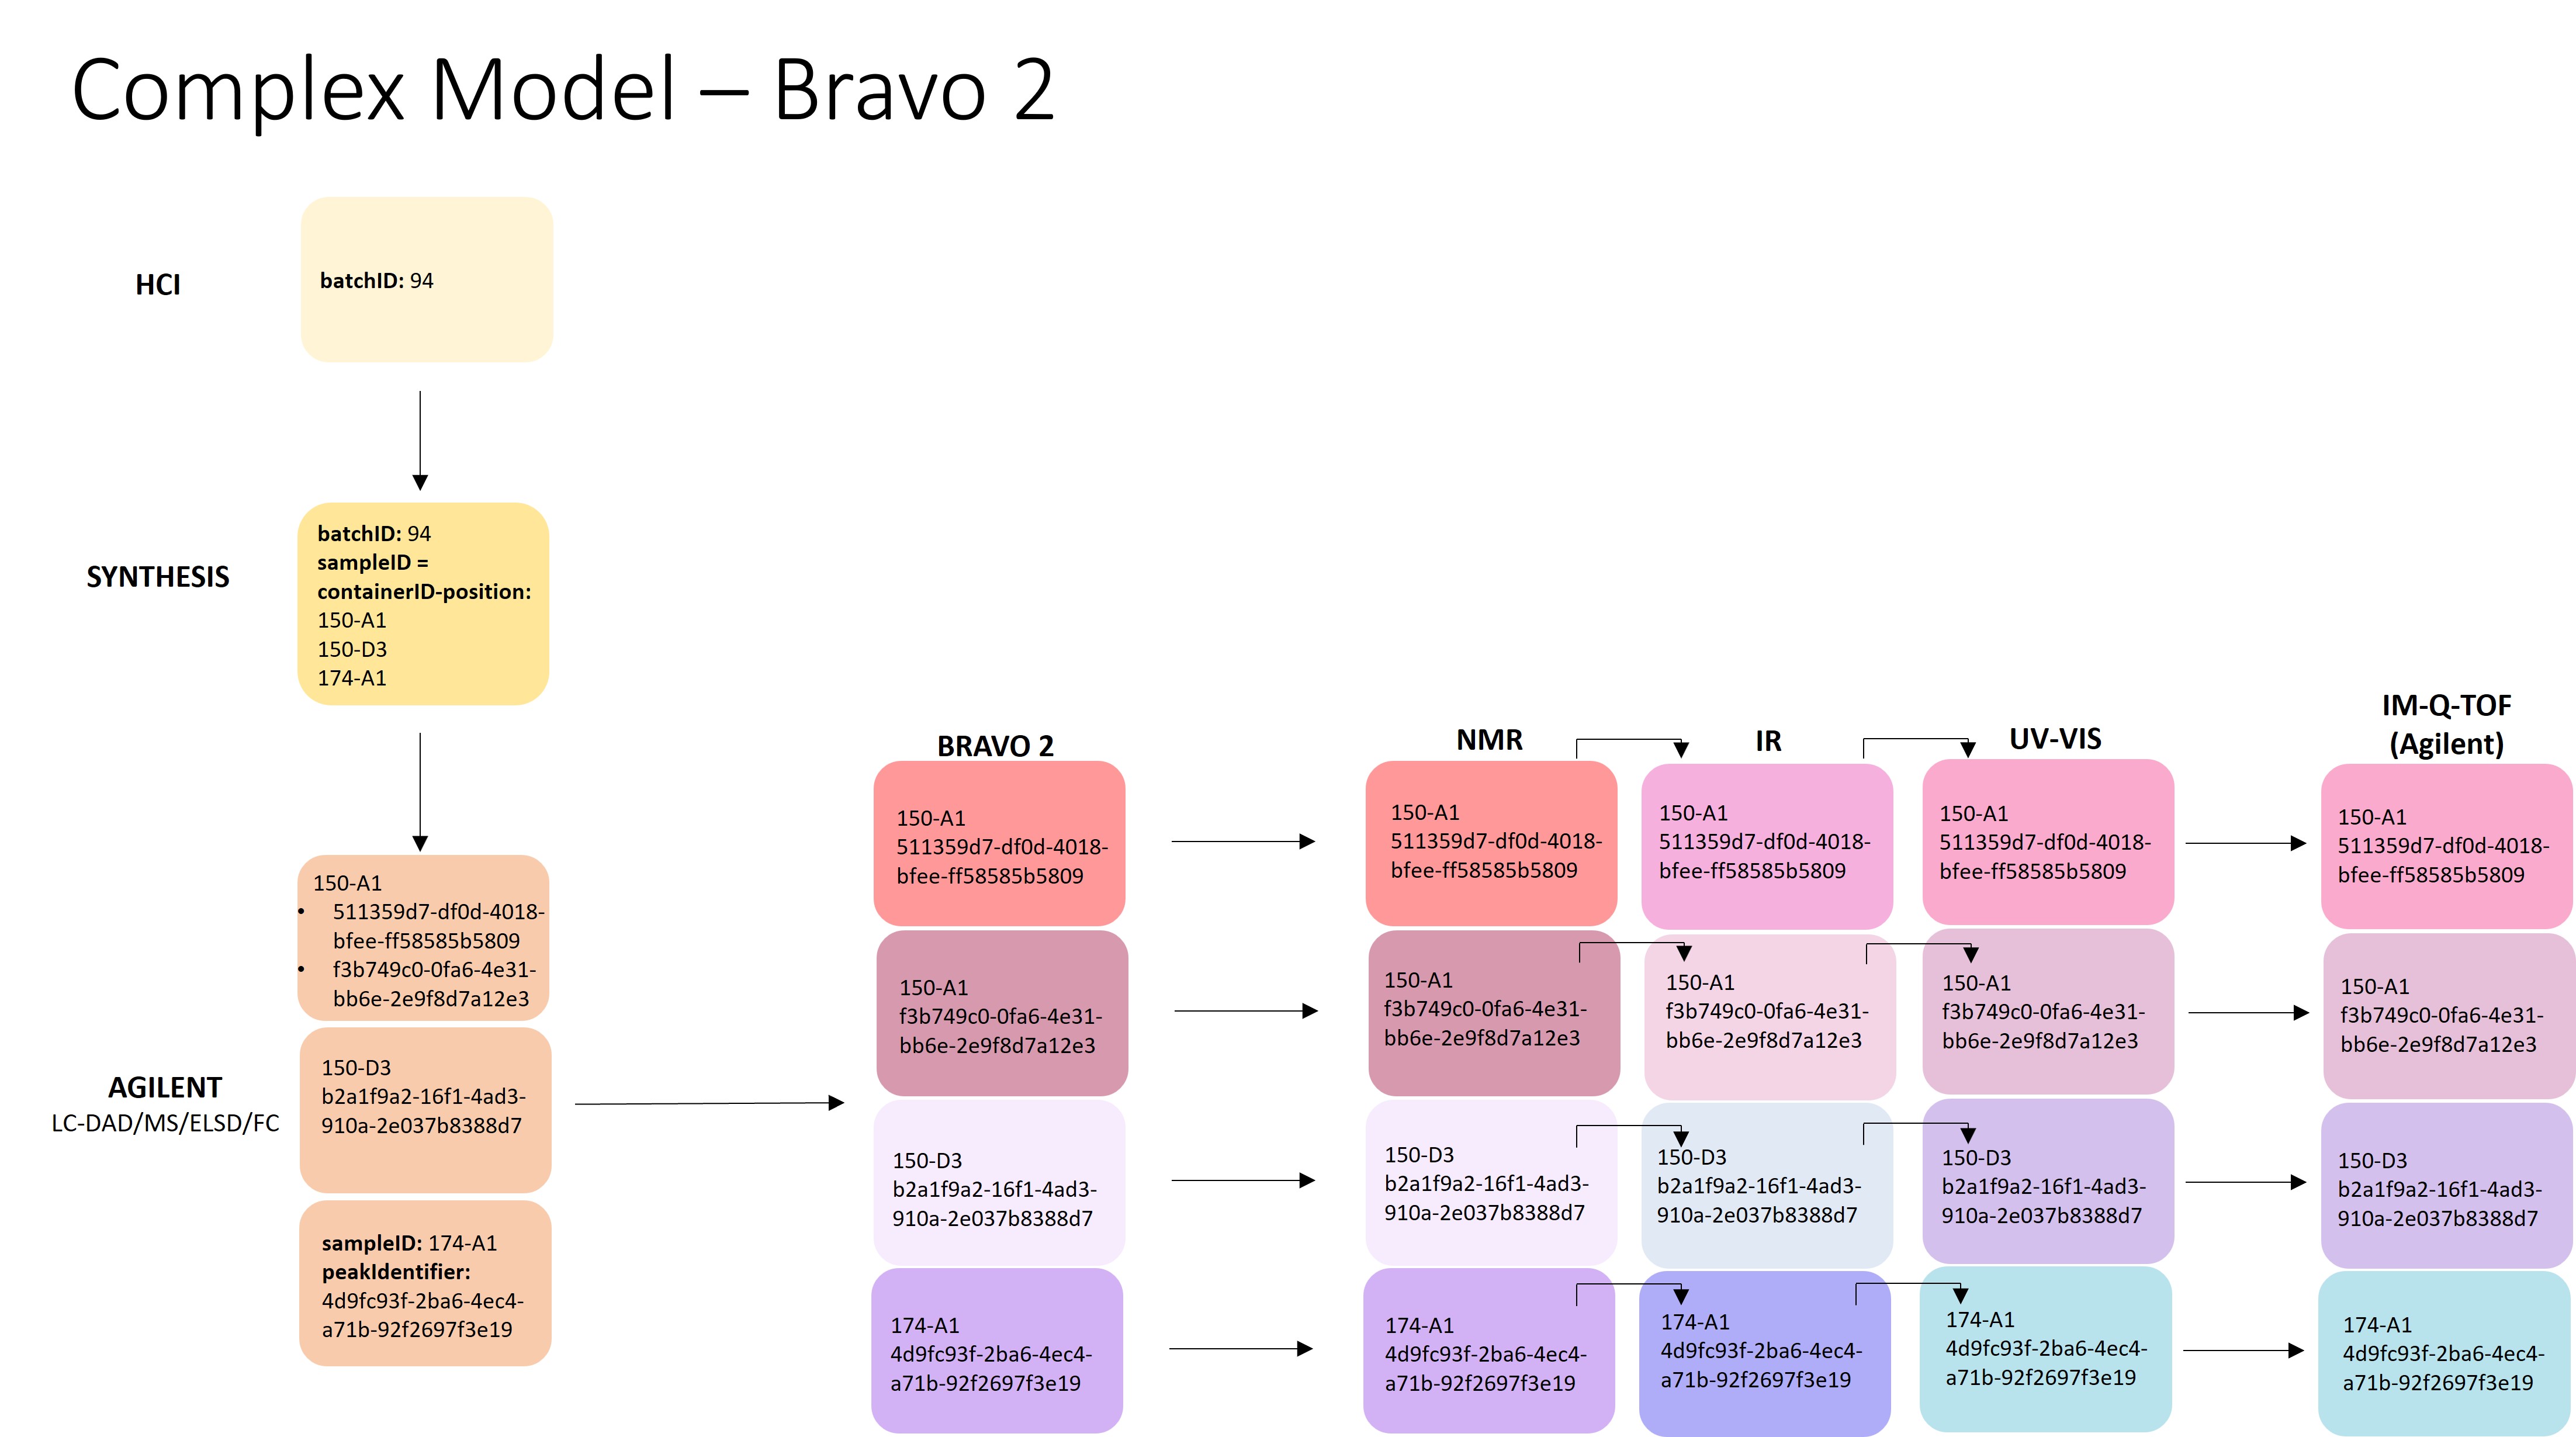 Complex Model – Bravo 2
HCI
batchID: 94
SYNTHESIS
batchID: 94
sampleID =
containerID-position:
150-A1
150-D3
174-A1
AGILENT
LC-DAD/MS/ELSD/FC
150-A1
• 511359d7-df0d-4018-
bfee-ff58585b5809
• f3b749c0-0fa6-4e31-
bb6e-2e9f8d7a12e3
150-D3
b2a1f9a2-16f1-4ad3-
910a-2e037b8388d7
sampleID: 174-A1
peakIdentifier:
4d9fc93f-2ba6-4ec4-
a71b-92f2697f3e19
BRAVO 2
150-A1
511359d7-df0d-4018-
bfee-ff58585b5809
150-A1
f3b749c0-0fa6-4e31-
bb6e-2e9f8d7a12e3
150-D3
b2a1f9a2-16f1-4ad3-
910a-2e037b8388d7
174-A1
4d9fc93f-2ba6-4ec4-
a71b-92f2697f3e19
NMR
150-A1
511359d7-df0d-4018-
bfee-ff58585b5809
150-A1
f3b749c0-0fa6-4e31-
bb6e-2e9f8d7a12e3
150-D3
b2a1f9a2-16f1-4ad3-
910a-2e037b8388d7
174-A1
4d9fc93f-2ba6-4ec4-
a71b-92f2697f3e19
IR
150-A1
511359d7-df0d-4018-
bfee-ff58585b5809
150-A1
f3b749c0-0fa6-4e31-
bb6e-2e9f8d7a12e3
150-D3
b2a1f9a2-16f1-4ad3-
910a-2e037b8388d7
174-A1
4d9fc93f-2ba6-4ec4-
a71b-92f2697f3e19
UV-VIS
150-A1
511359d7-df0d-4018-
bfee-ff58585b5809
150-A1
f3b749c0-0fa6-4e31-
bb6e-2e9f8d7a12e3
150-D3
b2a1f9a2-16f1-4ad3-
910a-2e037b8388d7
174-A1
4d9fc93f-2ba6-4ec4-
a71b-92f2697f3e19
IM-Q-TOF
(Agilent)
150-A1
511359d7-df0d-4018-
bfee-ff58585b5809
150-A1
f3b749c0-0fa6-4e31-
bb6e-2e9f8d7a12e3
150-D3
b2a1f9a2-16f1-4ad3-
910a-2e037b8388d7
174-A1
4d9fc93f-2ba6-4ec4-
a71b-92f2697f3e19